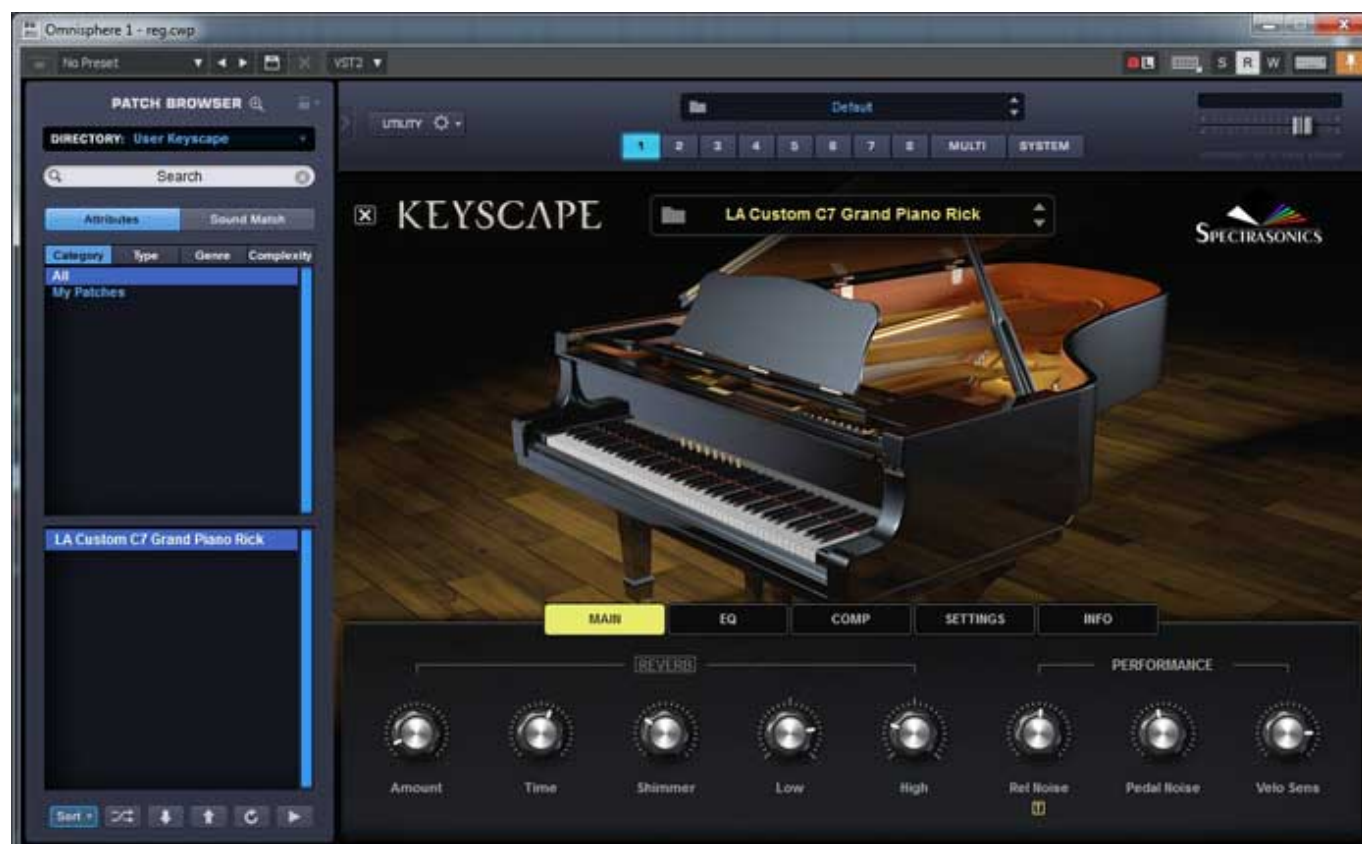 Omnisphere 1 - reg.cwp
No Preset
VST2
S R W
PATCH BROWSER
DIRECTORY: User Keyscape
Search
Attributes Sound Match
Category Type Genre Complexity
All
My Patches
LA Custom C7 Grand Piano Rick
Sort
UTILITY
Default
1 2 3 4 5 6 7 8 MULTI SYSTEM
KEYSCAPE
LA Custom C7 Grand Piano Rick
SPECTRASONICS
MAIN EQ COMP SETTINGS INFO
REVERB PERFORMANCE
Amount Time Shimmer Low High Rel Noise Pedal Noise Velo Sens
T